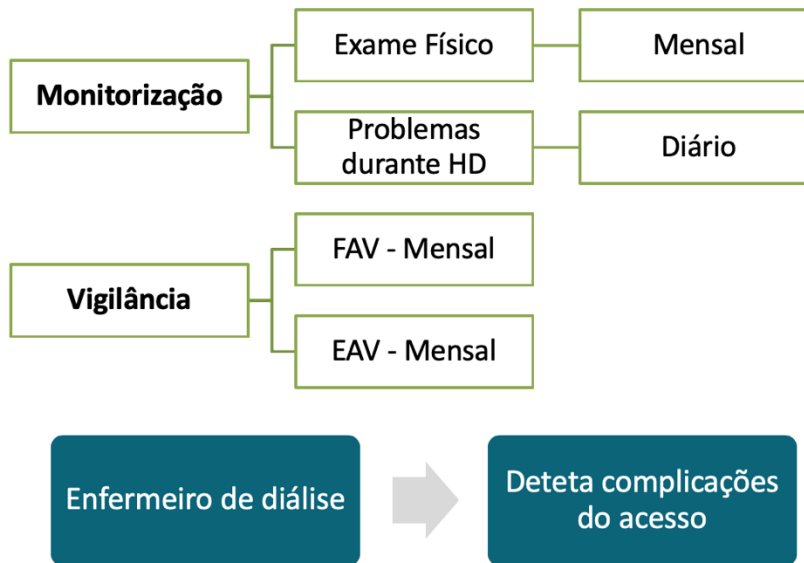 Monitorização
Exame Físico
Mensal
Problemas
durante HD
Diário
Vigilância
FAV - Mensal
EAV - Mensal
Enfermeiro de diálise
Deteta complicações
do acesso